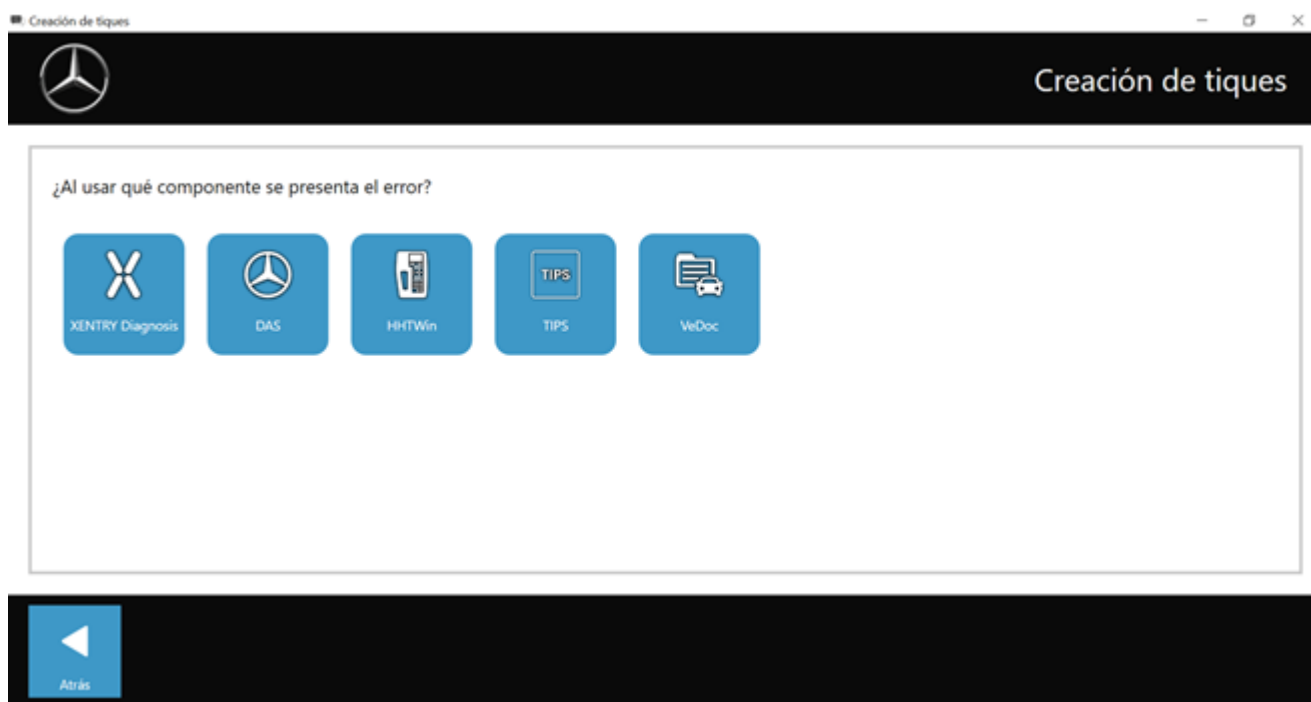 Creación de tiques
Creación de tiques
¿Al usar qué componente se presenta el error?
XENTRY Diagnosis
DAS
HHTWin
TIPS
TIPS
VeDoc
Atrás